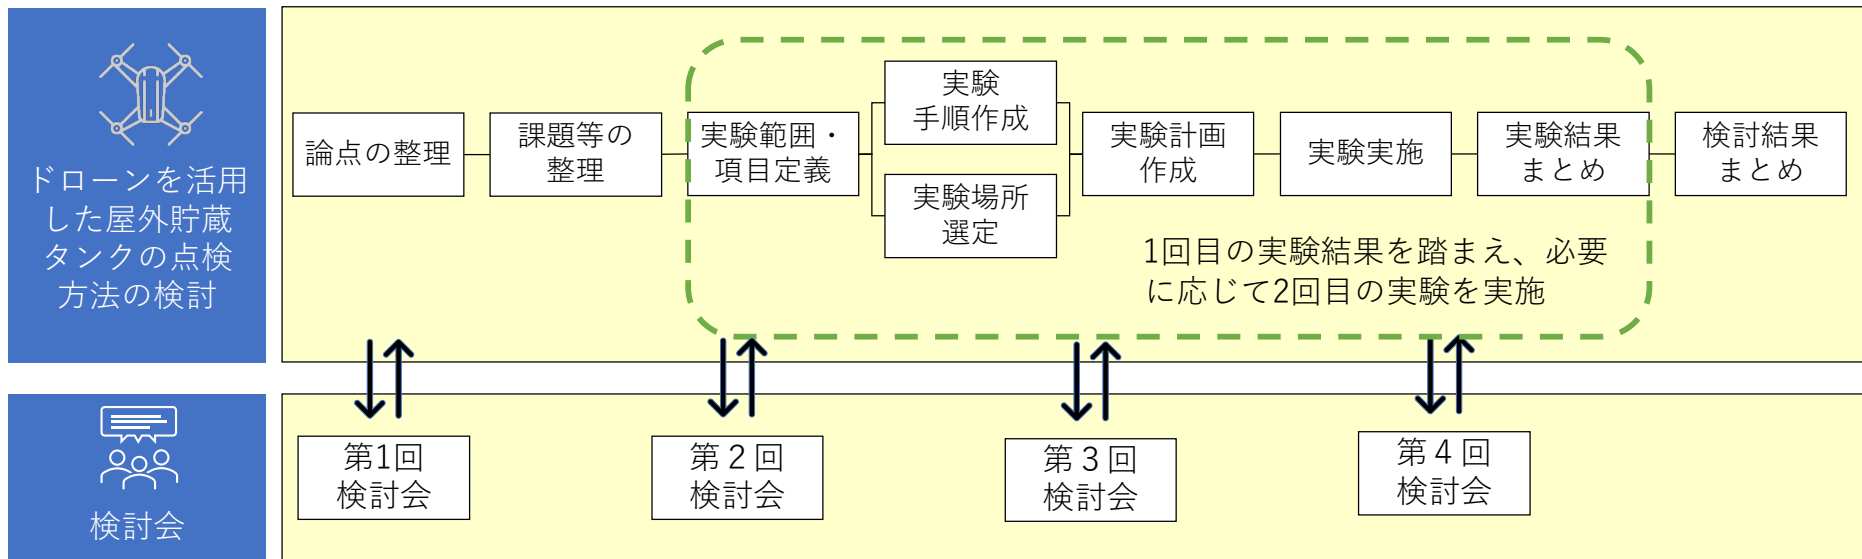 ドローンを活用
した屋外貯蔵
タンクの点検
方法の検討
論点の整理
課題等の
整理
実験範囲・
項目定義
実験
手順作成
実験場所
選定
実験計画
作成
実験実施
実験結果
まとめ
検討結果
まとめ
1回目の実験結果を踏まえ、必要
に応じて2回目の実験を実施
検討会
第1回
検討会
第２回
検討会
第３回
検討会
第４回
検討会